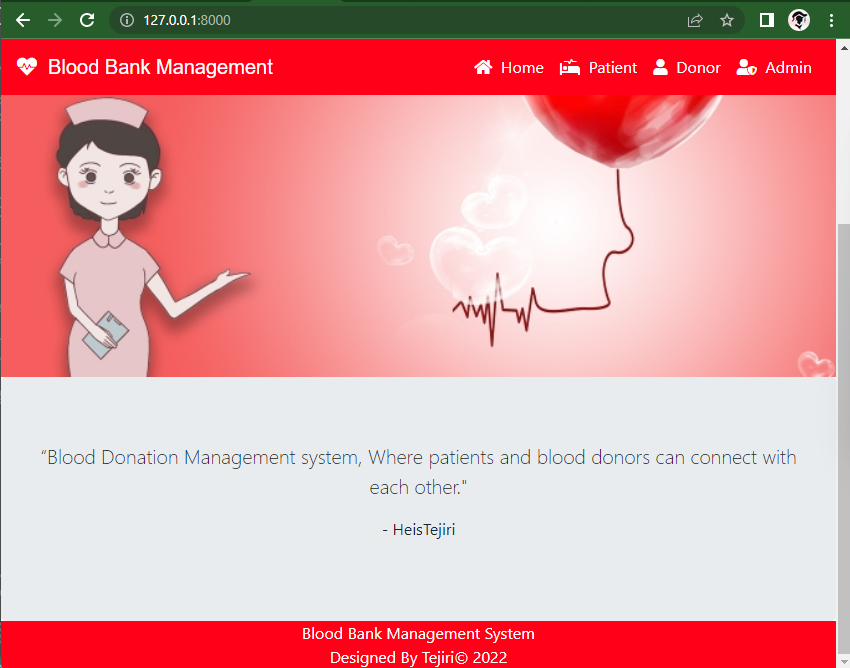 127.0.0.1:8000
Blood Bank Management
Home Patient Donor Admin
“Blood Donation Management system, Where patients and blood donors can connect with
each other."
- HeisTejiri
Blood Bank Management System
Designed By Tejiri© 2022